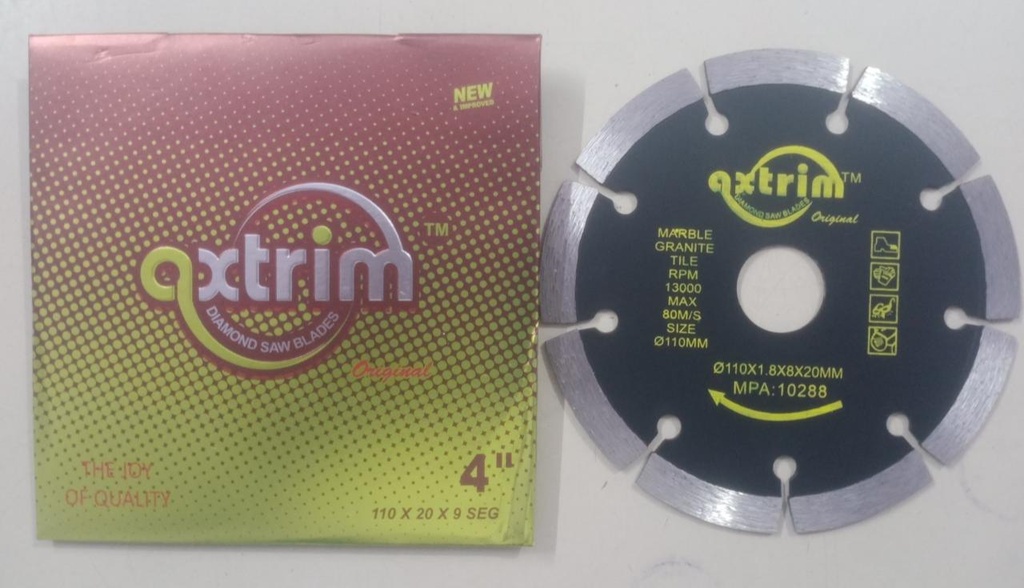 NEW
& IMPROVED
axtrim TM
DIAMOND SAW BLADES
Original
THE JOY
OF QUALITY
4"
110 X 20 X 9 SEG
axtrim TM
DIAMOND SAW BLADES
Original
MARBLE
GRANITE
TILE
RPM
13000
MAX
80M/S
SIZE
Ø110MM
Ø110X1.8X8X20MM
MPA:10288